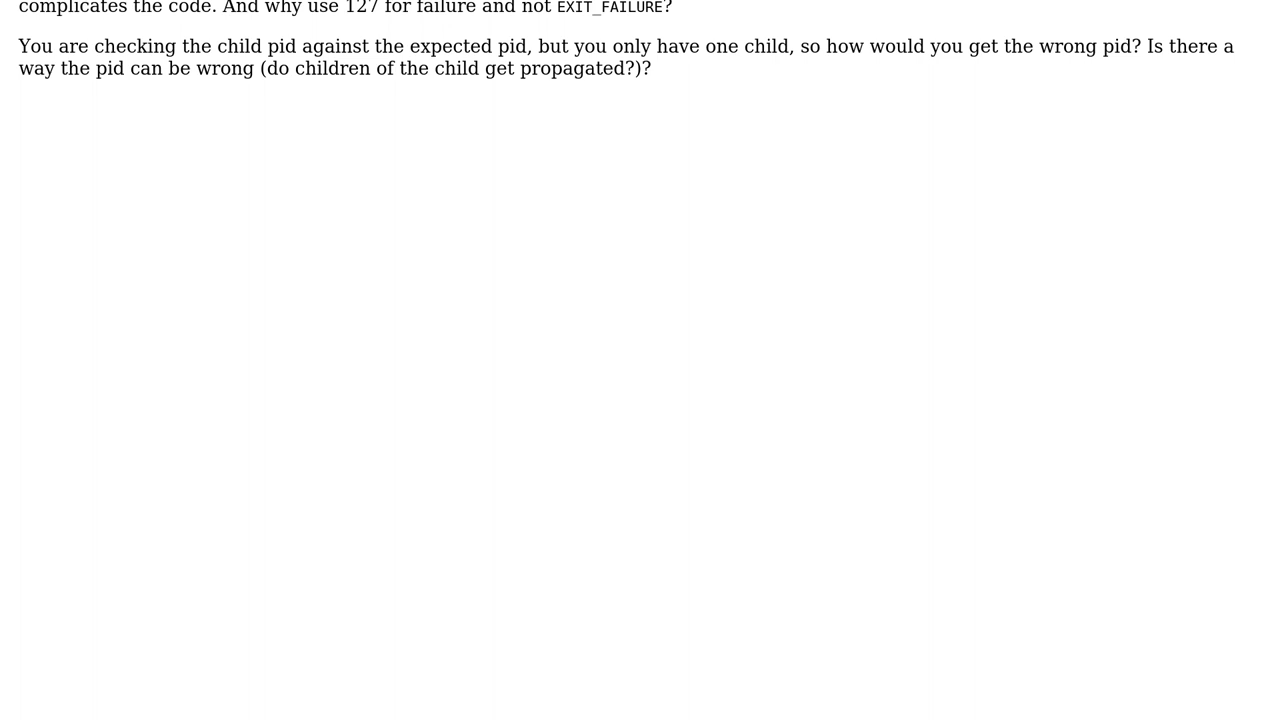 complicates the code. And why use 127 for failure and not EXIT_FAILURE?
You are checking the child pid against the expected pid, but you only have one child, so how would you get the wrong pid? Is there a
way the pid can be wrong (do children of the child get propagated?)?